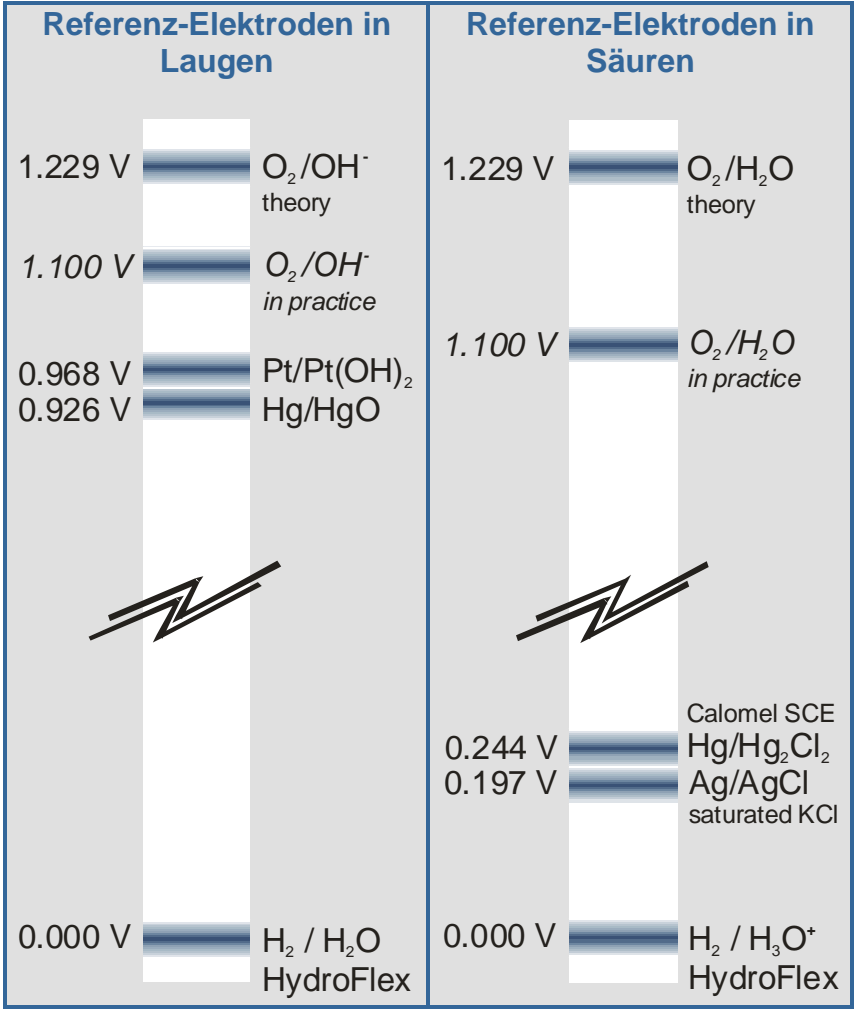 Referenz-Elektroden in
Laugen
1.229 V O₂/OH⁻
theory
1.100 V O₂/OH⁻
in practice
0.968 V Pt/Pt(OH)₂
0.926 V Hg/HgO
0.000 V H₂ / H₂O
HydroFlex
Referenz-Elektroden in
Säuren
1.229 V O₂/H₂O
theory
1.100 V O₂/H₂O
in practice
Calomel SCE
0.244 V Hg/Hg₂Cl₂
0.197 V Ag/AgCl
saturated KCl
0.000 V H₂ / H₃O⁺
HydroFlex